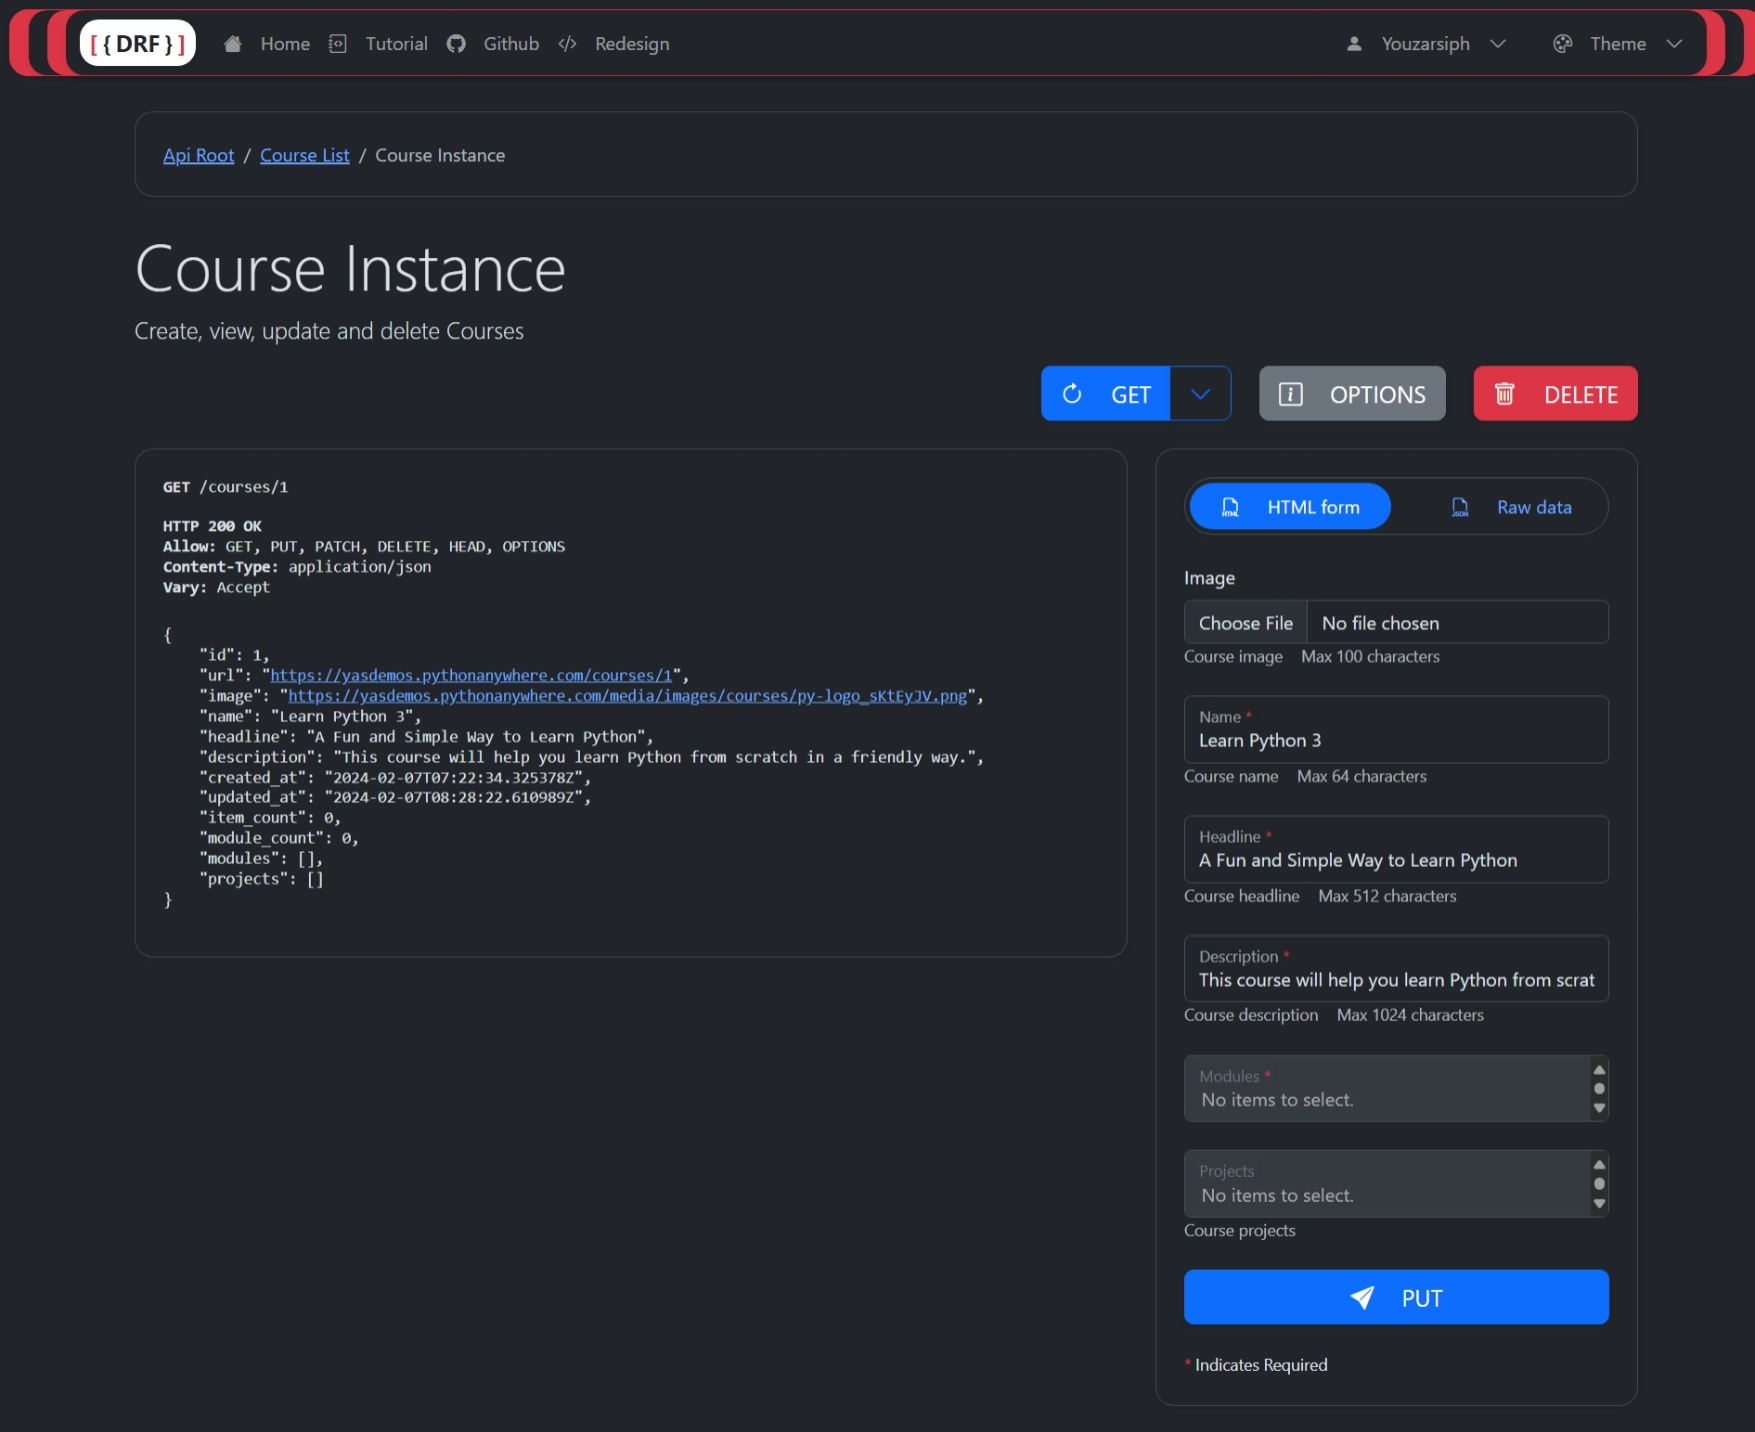 [{DRF}] Home Tutorial Github Redesign Youzarsiph Theme
Api Root / Course List / Course Instance
Course Instance
Create, view, update and delete Courses
GET OPTIONS DELETE
GET /courses/1
HTTP 200 OK
Allow: GET, PUT, PATCH, DELETE, HEAD, OPTIONS
Content-Type: application/json
Vary: Accept
{
"id": 1,
"url": "https://yasdemos.pythonanywhere.com/courses/1",
"image": "https://yasdemos.pythonanywhere.com/media/images/courses/py-logo_sKtEyJV.png",
"name": "Learn Python 3",
"headline": "A Fun and Simple Way to Learn Python",
"description": "This course will help you learn Python from scratch in a friendly way.",
"created_at": "2024-02-07T07:22:34.325378Z",
"updated_at": "2024-02-07T08:28:22.610989Z",
"item_count": 0,
"module_count": 0,
"modules": [],
"projects": []
}
HTML form Raw data
Image
Choose File No file chosen
Course image Max 100 characters
Name *
Learn Python 3
Course name Max 64 characters
Headline *
A Fun and Simple Way to Learn Python
Course headline Max 512 characters
Description *
This course will help you learn Python from scrat
Course description Max 1024 characters
Modules *
No items to select.
Projects
No items to select.
Course projects
PUT
* Indicates Required